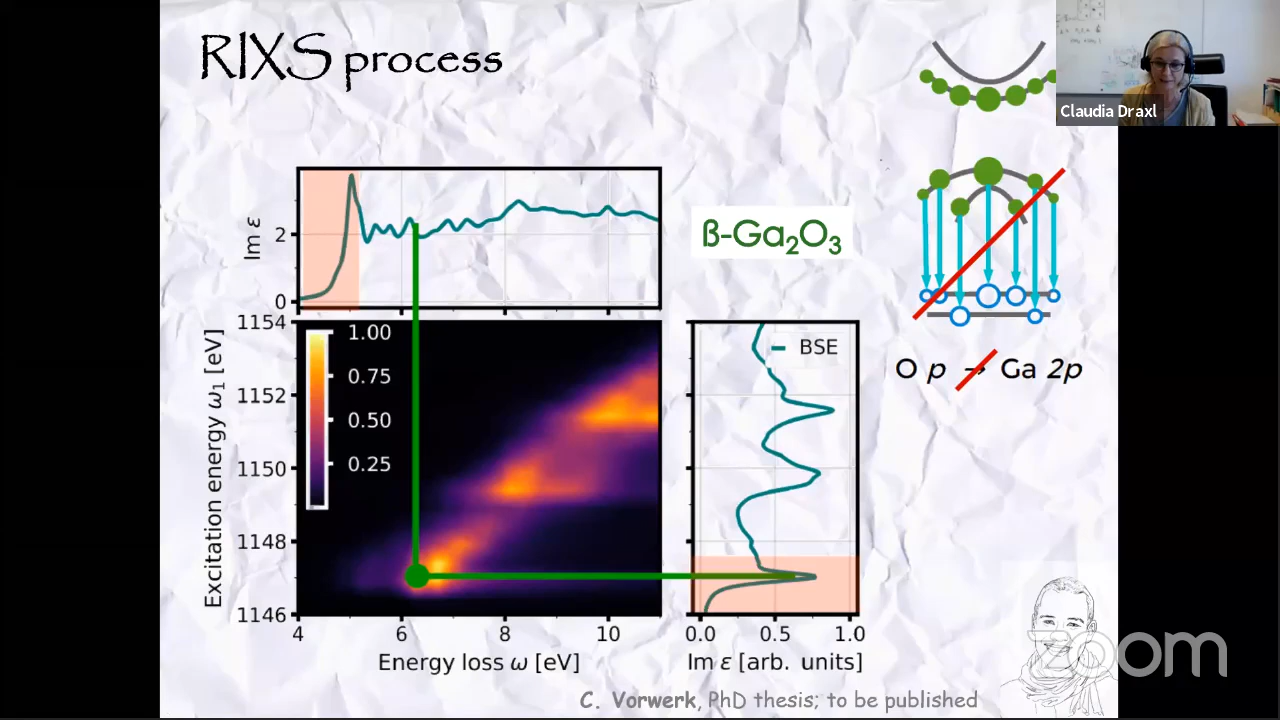 RIXS process
Claudia Draxl
Im ε
2
0
ß-Ga₂O₃
O p → Ga 2p
Excitation energy ω₁ [eV]
1154
1152
1150
1148
1146
1.00
0.75
0.50
0.25
4
6
8
10
Energy loss ω [eV]
BSE
0.0
0.5
1.0
Im ε [arb. units]
C. Vorwerk, PhD thesis; to be published
zoom